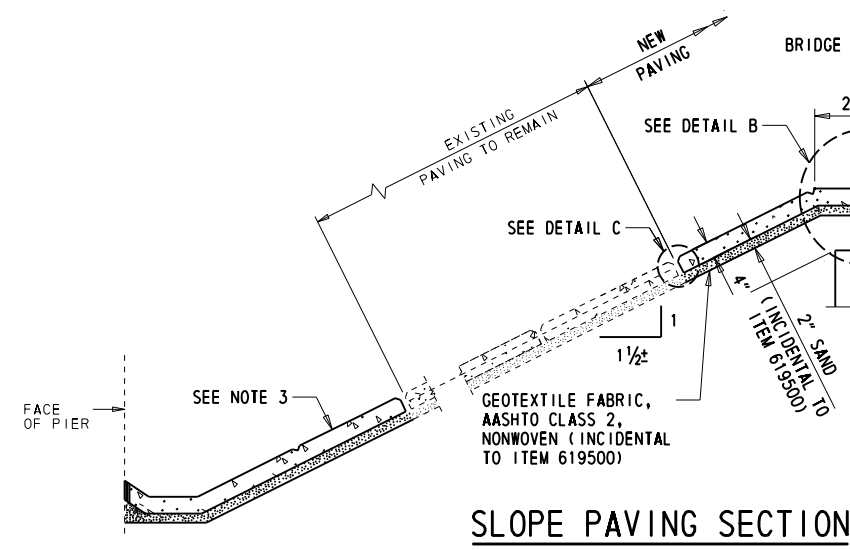 NEW
PAVING
BRIDGE
EXISTING
PAVING TO REMAIN
2
SEE DETAIL B
SEE DETAIL C
4"
2" SAND
(INCIDENTAL TO
ITEM 619500)
1
1½±
SEE NOTE 3
FACE
OF PIER
GEOTEXTILE FABRIC,
AASHTO CLASS 2,
NONWOVEN (INCIDENTAL
TO ITEM 619500)
SLOPE PAVING SECTION